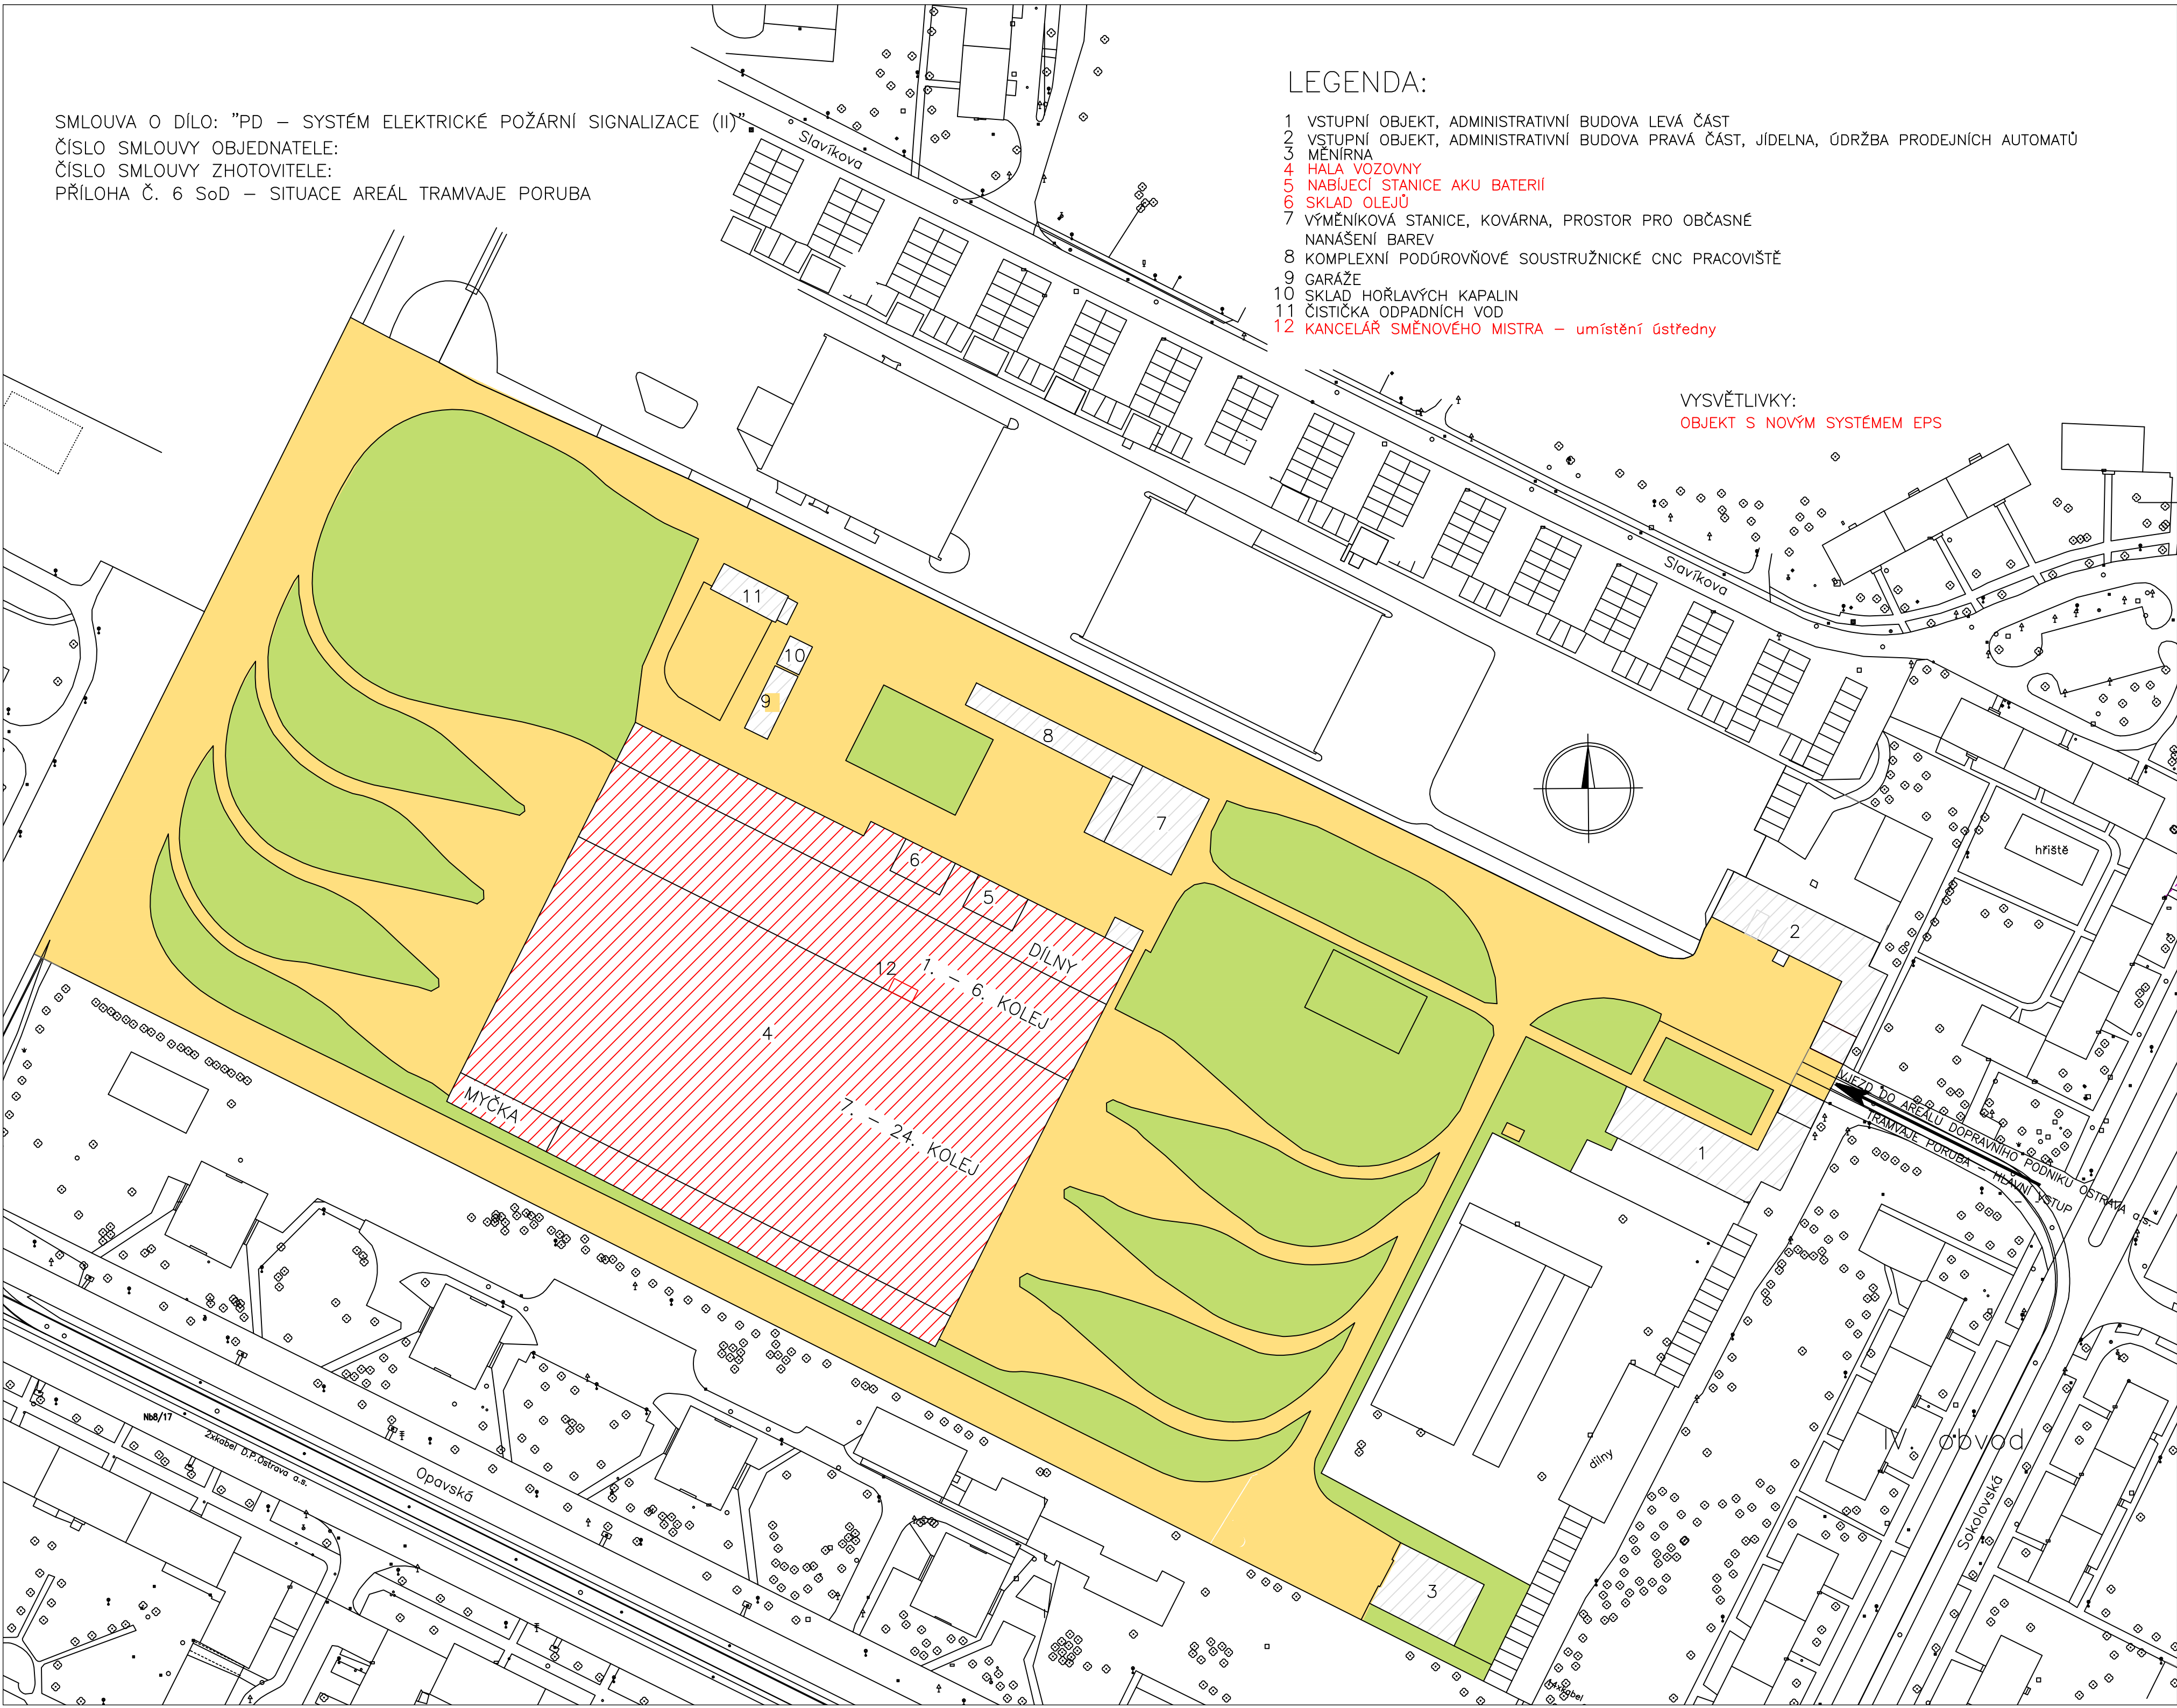 SMLOUVA O DÍLO: "PD – SYSTÉM ELEKTRICKÉ POŽÁRNÍ SIGNALIZACE (II)"
ČÍSLO SMLOUVY OBJEDNATELE:
ČÍSLO SMLOUVY ZHOTOVITELE:
PŘÍLOHA Č. 6 SoD – SITUACE AREÁL TRAMVAJE PORUBA
LEGENDA:
1 VSTUPNÍ OBJEKT, ADMINISTRATIVNÍ BUDOVA LEVÁ ČÁST
2 VSTUPNÍ OBJEKT, ADMINISTRATIVNÍ BUDOVA PRAVÁ ČÁST, JÍDELNA, ÚDRŽBA PRODEJNÍCH AUTOMATŮ
3 MĚNÍRNA
4 HALA VOZOVNY
5 NABÍJECÍ STANICE AKU BATERIÍ
6 SKLAD OLEJŮ
7 VÝMĚNÍKOVÁ STANICE, KOVÁRNA, PROSTOR PRO OBČASNÉ
NANÁŠENÍ BAREV
8 KOMPLEXNÍ PODÚROVŇOVÉ SOUSTRUŽNICKÉ CNC PRACOVIŠTĚ
9 GARÁŽE
10 SKLAD HOŘLAVÝCH KAPALIN
11 ČISTIČKA ODPADNÍCH VOD
12 KANCELÁŘ SMĚNOVÉHO MISTRA – umístění ústředny
VYSVĚTLIVKY:
OBJEKT S NOVÝM SYSTÉMEM EPS
Slavíkova
Slavíkova
11
10
9
8
7
hřiště
6
5
2
DÍLNY
12
1. – 6. KOLEJ
4
MYČKA
7. – 24. KOLEJ
1
VJEZD DO AREÁLU DOPRAVNÍHO PODNIKU OSTRAVA a.s.
TRAMVAJE PORUBA – HLAVNÍ VSTUP
Nb8/17
2xkabel D.P.Ostrava a.s.
Opavská
dílny
IV. obvod
Sokolovská
3
14xkabel